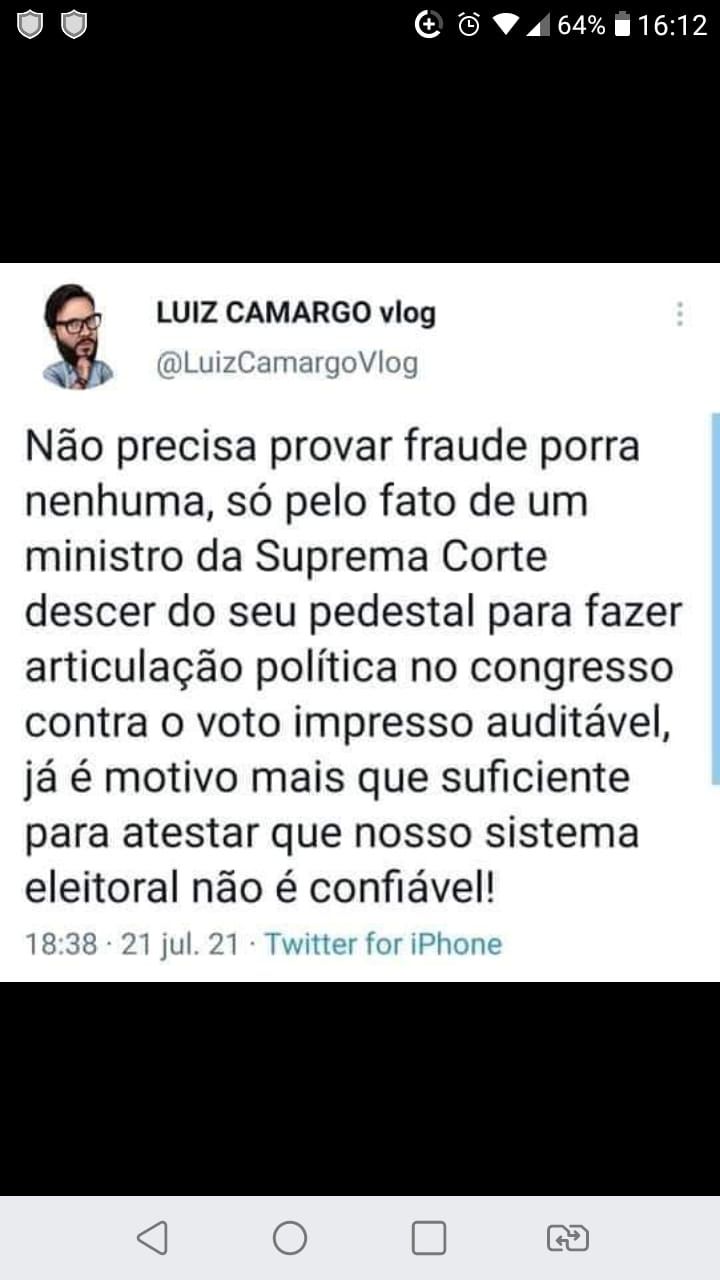 64% 16:12
LUIZ CAMARGO vlog
@LuizCamargoVlog
Não precisa provar fraude porra
nenhuma, só pelo fato de um
ministro da Suprema Corte
descer do seu pedestal para fazer
articulação política no congresso
contra o voto impresso auditável,
já é motivo mais que suficiente
para atestar que nosso sistema
eleitoral não é confiável!
18:38 · 21 jul. 21 · Twitter for iPhone